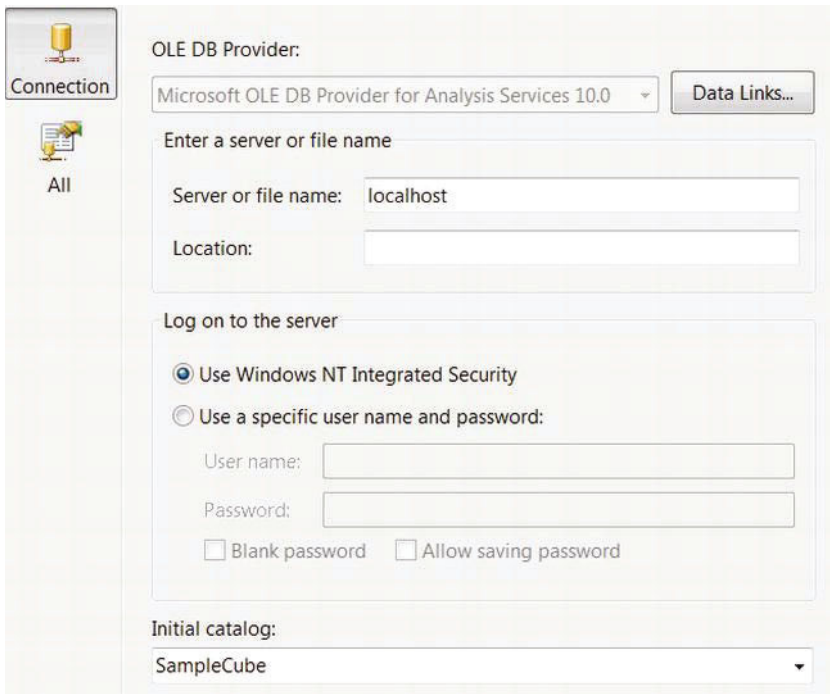 Connection
All
OLE DB Provider:
Microsoft OLE DB Provider for Analysis Services 10.0
Data Links...
Enter a server or file name
Server or file name: localhost
Location:
Log on to the server
Use Windows NT Integrated Security
Use a specific user name and password:
User name:
Password:
Blank password Allow saving password
Initial catalog:
SampleCube